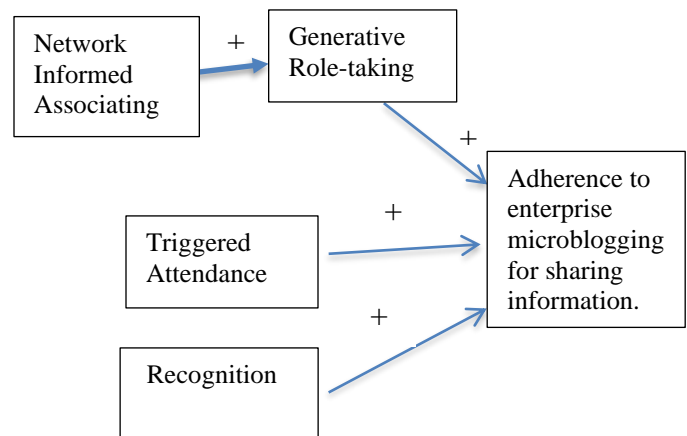 Network
Informed
Associating
+
Generative
Role-taking
+
Adherence to
enterprise
microblogging
for sharing
information.
Triggered
Attendance
+
+
Recognition